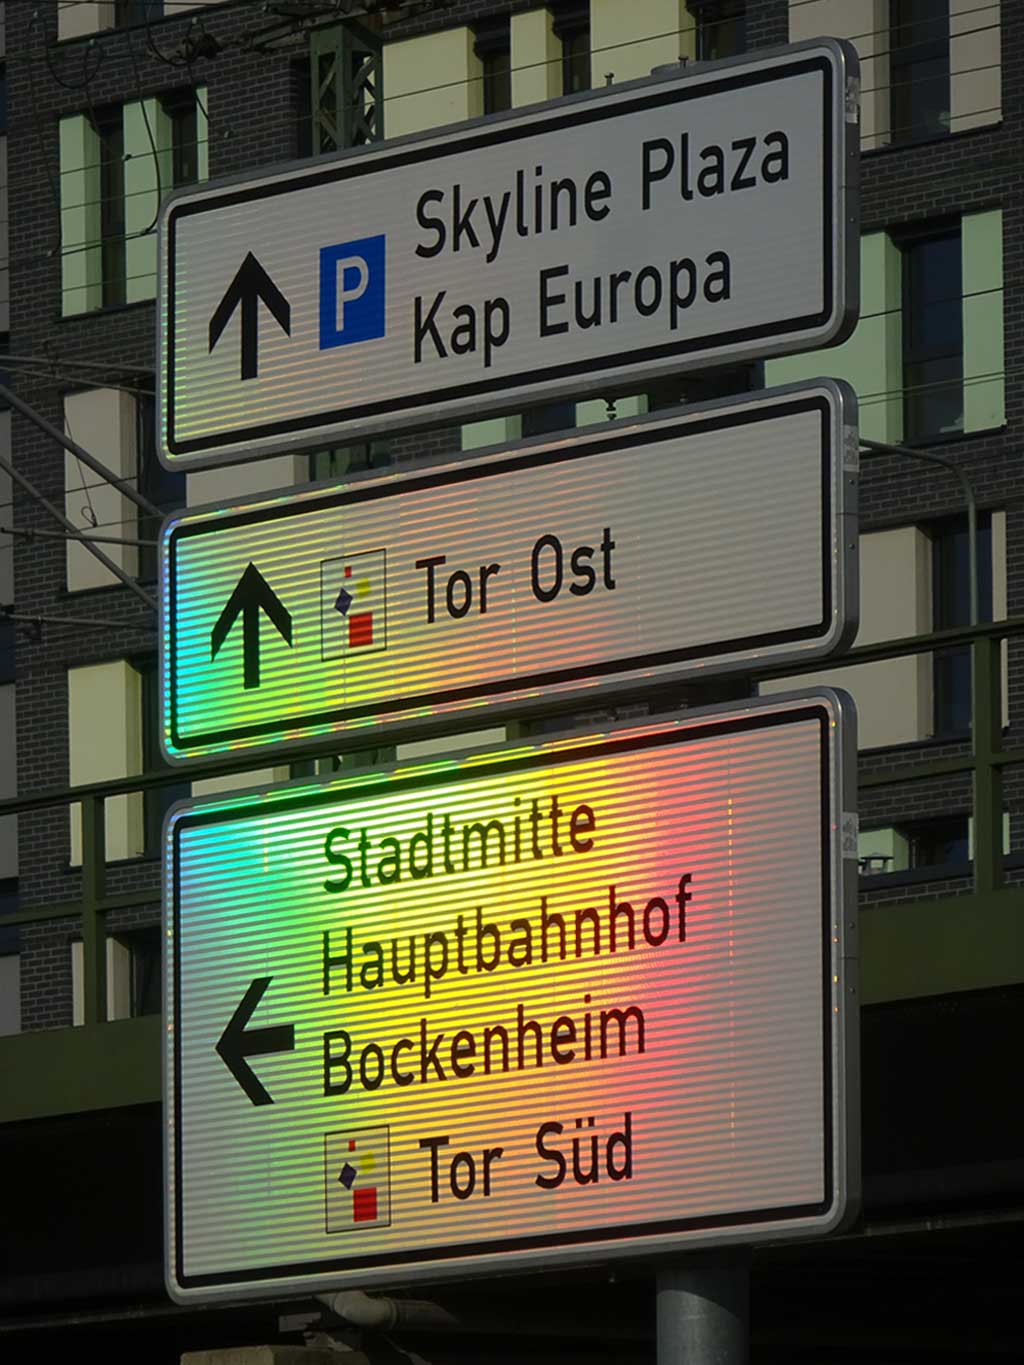 P
Skyline Plaza
Kap Europa
Tor Ost
Stadtmitte
Hauptbahnhof
Bockenheim
Tor Süd